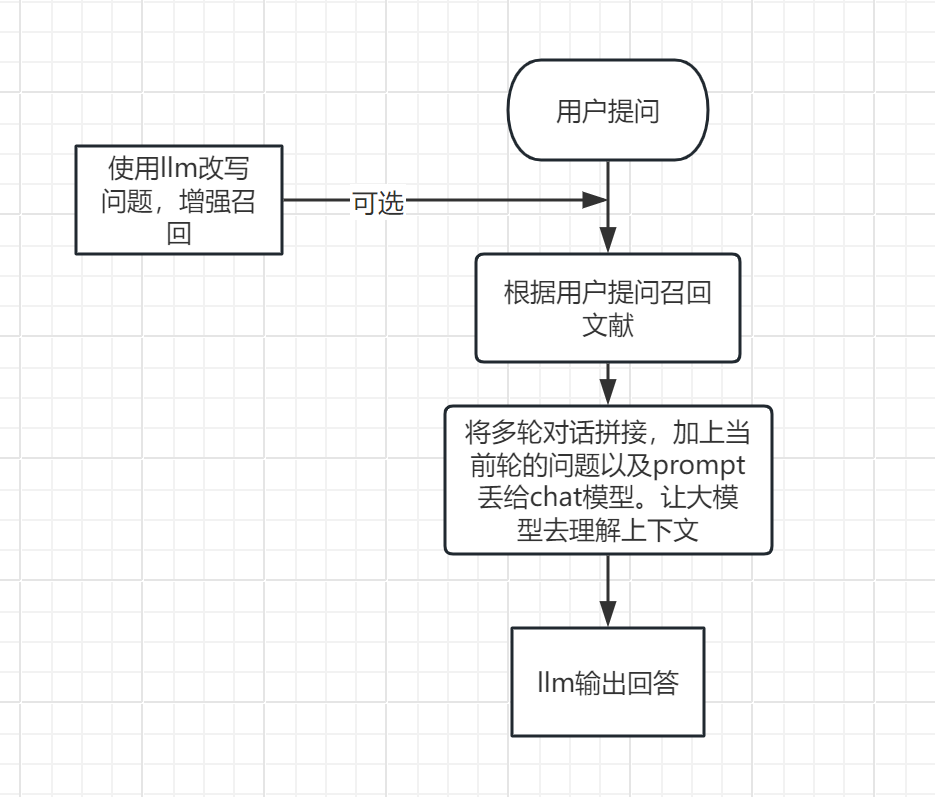 用户提问
使用llm改写
问题，增强召
回
可选
根据用户提问召回
文献
将多轮对话拼接，加上当
前轮的问题以及prompt
丢给chat模型。让大模
型去理解上下文
llm输出回答